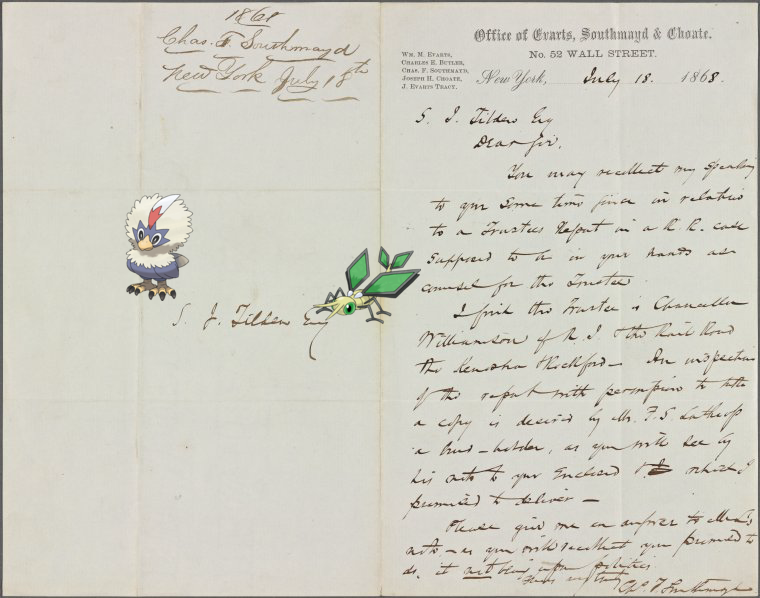 1868
Chas. F. Southmayd
New York July 18th
S. J. Tilden Esq
Office of Evarts, Southmayd & Choate.
No. 52 WALL STREET.
WM. M. EVARTS,
CHARLES E. BUTLER,
CHAS. F. SOUTHMAYD,
JOSEPH H. CHOATE,
J. EVARTS TRACY.
New York, July 18. 1868.
S. J. Tilden Esq
Dear Sir,
You may recollect my speaking
to you some time since in relation
to a Trustees Report in a R. R. case
supposed to be in your hands as
counsel for the Trustee.
I find the Trustee is Chancellor
Williamson of N. J. & the Rail Road
the Kenosha & Rockford - An inspection
of the report with permission to take
a copy is desired by Mr. F. S. Lathrop
a bond-holder, as you will see by
his note to you enclosed & which I
promised to deliver -
Please give me an answer to Mr. L's
note - as you will recollect you promised to
do, it not being upon politics.
Yours very truly
Chs. F. Southmayd